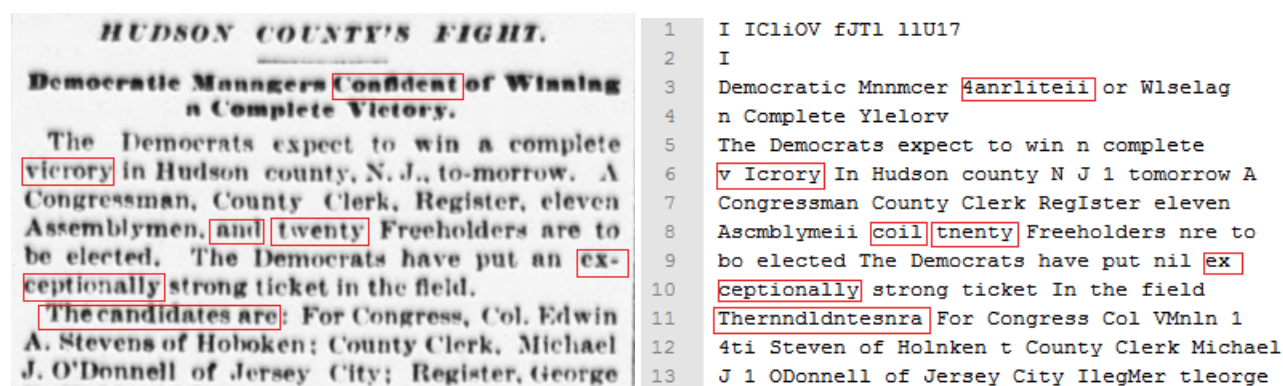 HUDSON COUNTY'S FIGHT.
Democratic Managers Confident of Winning
a Complete Victory.
The Democrats expect to win a complete
vicrory in Hudson county, N. J., to-morrow. A
Congressman, County Clerk, Register, eleven
Assemblymen, and twenty Freeholders are to
be elected. The Democrats have put an ex-
ceptionally strong ticket in the field.
The candidates are: For Congress, Col. Edwin
A. Stevens of Hoboken; County Clerk, Michael
J. O'Donnell of Jersey City; Register, George
1 I ICliOV fJTl llU17
2 I
3 Democratic Mnnmcer 4anrliteii or Wlselag
4 n Complete Ylelorv
5 The Democrats expect to win n complete
6 v Icrory In Hudson county N J 1 tomorrow A
7 Congressman County Clerk RegIster eleven
8 Ascmblymeii coil tnenty Freeholders nre to
9 bo elected The Democrats have put nil ex
10 ceptionally strong ticket In the field
11 Thernndldntesnra For Congress Col VMnln 1
12 4ti Steven of Holnken t County Clerk Michael
13 J 1 ODonnell of Jersey City IlegMer tleorge